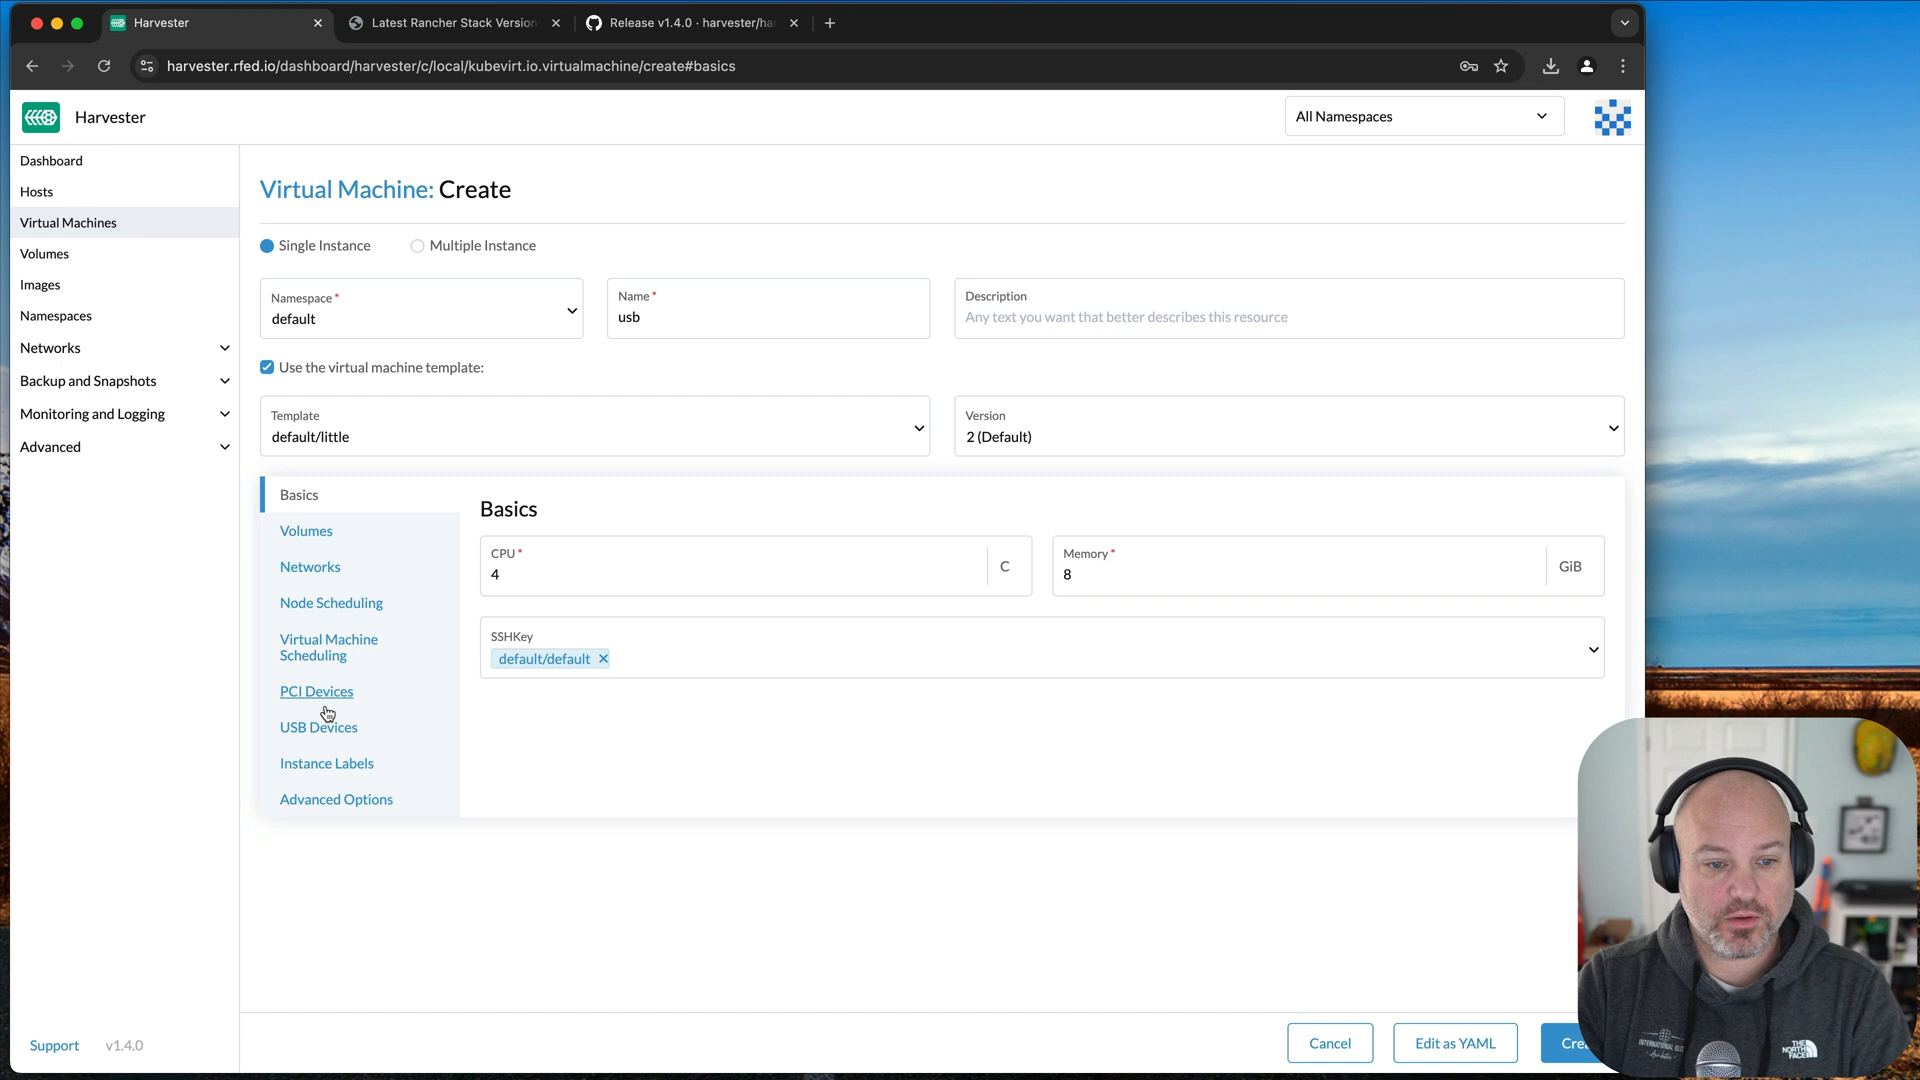 Harvester
Latest Rancher Stack Version
Release v1.4.0 · harvester/ha
harvester.rfed.io/dashboard/harvester/c/local/kubevirt.io.virtualmachine/create#basics
Harvester
All Namespaces
Dashboard
Hosts
Virtual Machines
Volumes
Images
Namespaces
Networks
Backup and Snapshots
Monitoring and Logging
Advanced
Support v1.4.0
Virtual Machine: Create
Single Instance
Multiple Instance
Namespace *
default
Name *
usb
Description
Any text you want that better describes this resource
Use the virtual machine template:
Template
default/little
Version
2 (Default)
Basics
Volumes
Networks
Node Scheduling
Virtual Machine
Scheduling
PCI Devices
USB Devices
Instance Labels
Advanced Options
Basics
CPU *
4
C
Memory *
8
GiB
SSHKey
default/default
Cancel
Edit as YAML
Crea
THE
NORTH
FACE